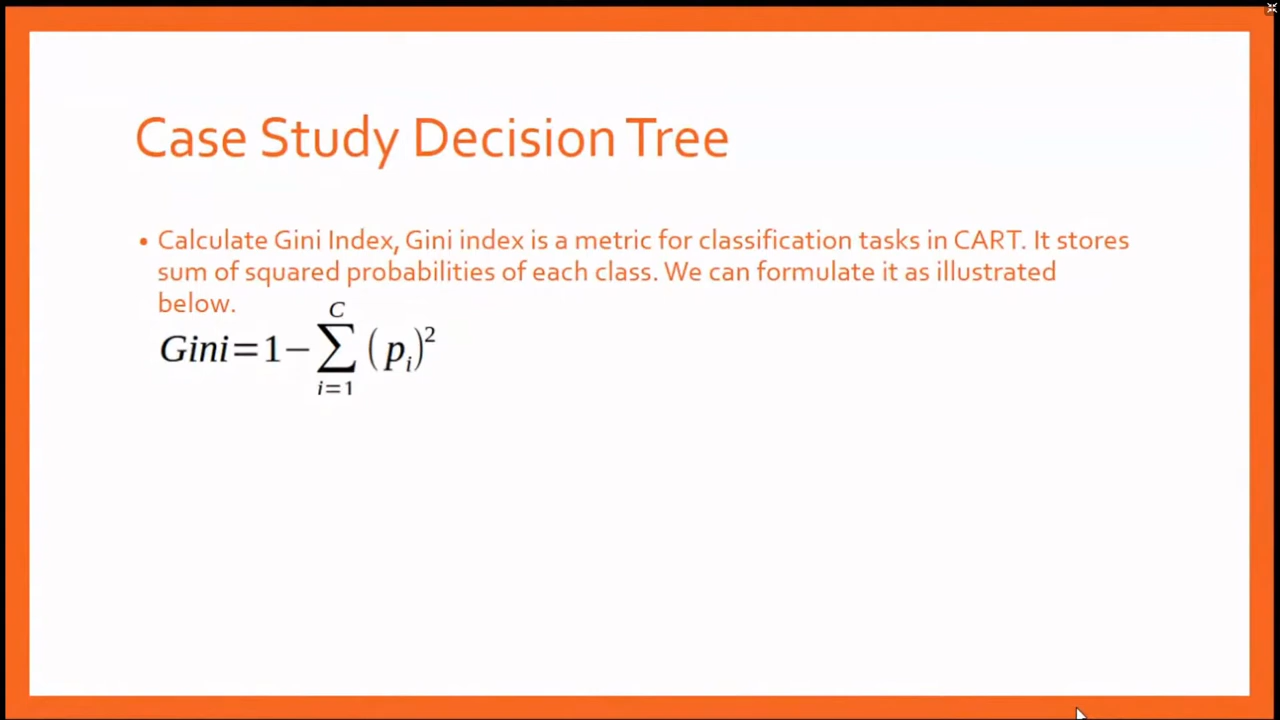 Case Study Decision Tree
• Calculate Gini Index, Gini index is a metric for classification tasks in CART. It stores
sum of squared probabilities of each class. We can formulate it as illustrated
below.
Gini=1−∑_{i=1}^{C}(p_i)^2